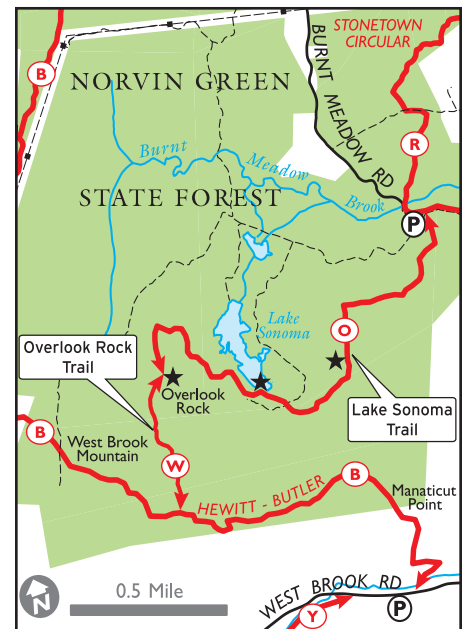 STONETOWN
CIRCULAR
B
NORVIN GREEN
BURNT MEADOW RD
R
Burnt Meadow Brook
STATE FOREST
P
Lake
Sonoma
O
Overlook Rock
Trail
Overlook
Rock
Lake Sonoma
Trail
B
West Brook
Mountain
W
HEWITT - BUTLER
B
Manaticut
Point
N
0.5 Mile
WEST BROOK RD
P
Y